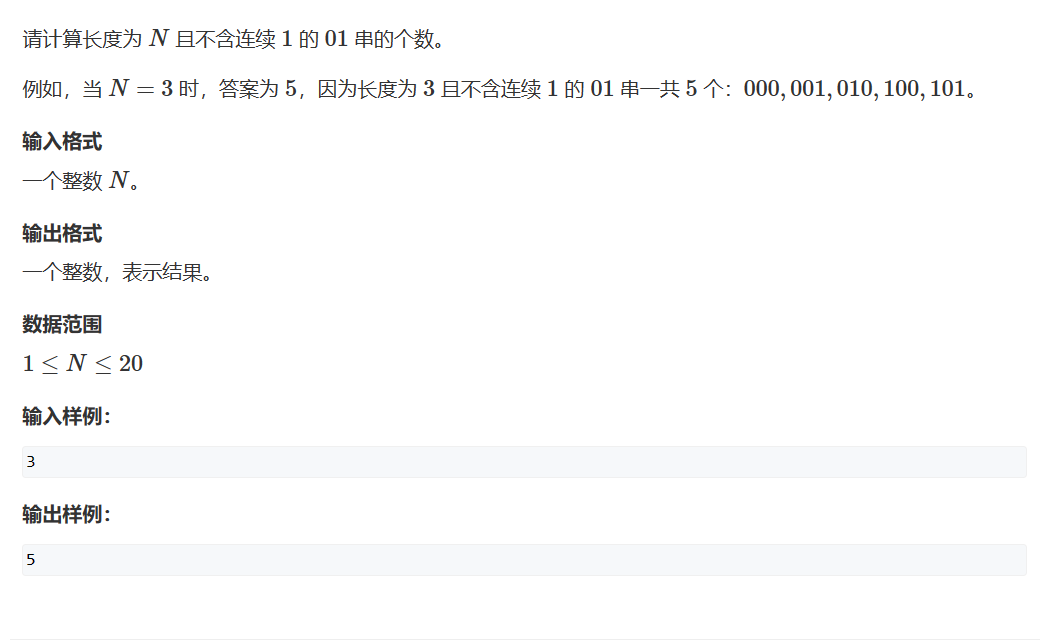 请计算长度为 N 且不含连续 1 的 01 串的个数。
例如，当 N = 3 时，答案为 5，因为长度为 3 且不含连续 1 的 01 串一共 5 个：000, 001, 010, 100, 101。
输入格式
一个整数 N。
输出格式
一个整数，表示结果。
数据范围
1 ≤ N ≤ 20
输入样例：
3
输出样例：
5